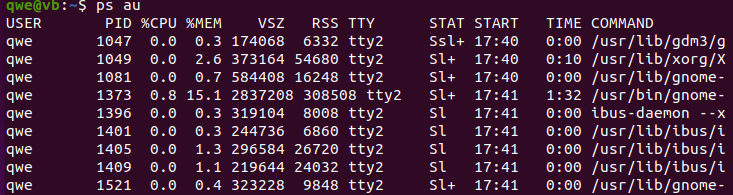 qwe@vb:~$ ps au
USER PID %CPU %MEM VSZ RSS TTY STAT START TIME COMMAND
qwe 1047 0.0 0.3 174068 6332 tty2 Ssl+ 17:40 0:00 /usr/lib/gdm3/g
qwe 1049 0.0 2.6 373164 54680 tty2 Sl+ 17:40 0:10 /usr/lib/xorg/X
qwe 1081 0.0 0.7 584408 16248 tty2 Sl+ 17:40 0:00 /usr/lib/gnome-
qwe 1373 0.8 15.1 2837208 308508 tty2 Sl+ 17:41 1:32 /usr/bin/gnome-
qwe 1396 0.0 0.3 319104 8008 tty2 Sl 17:41 0:00 ibus-daemon --x
qwe 1401 0.0 0.3 244736 6860 tty2 Sl 17:41 0:00 /usr/lib/ibus/i
qwe 1405 0.0 1.3 296584 26720 tty2 Sl 17:41 0:00 /usr/lib/ibus/i
qwe 1409 0.0 1.1 219644 24032 tty2 Sl 17:41 0:00 /usr/lib/ibus/i
qwe 1521 0.0 0.4 323228 9848 tty2 Sl+ 17:41 0:00 /usr/lib/gnome-